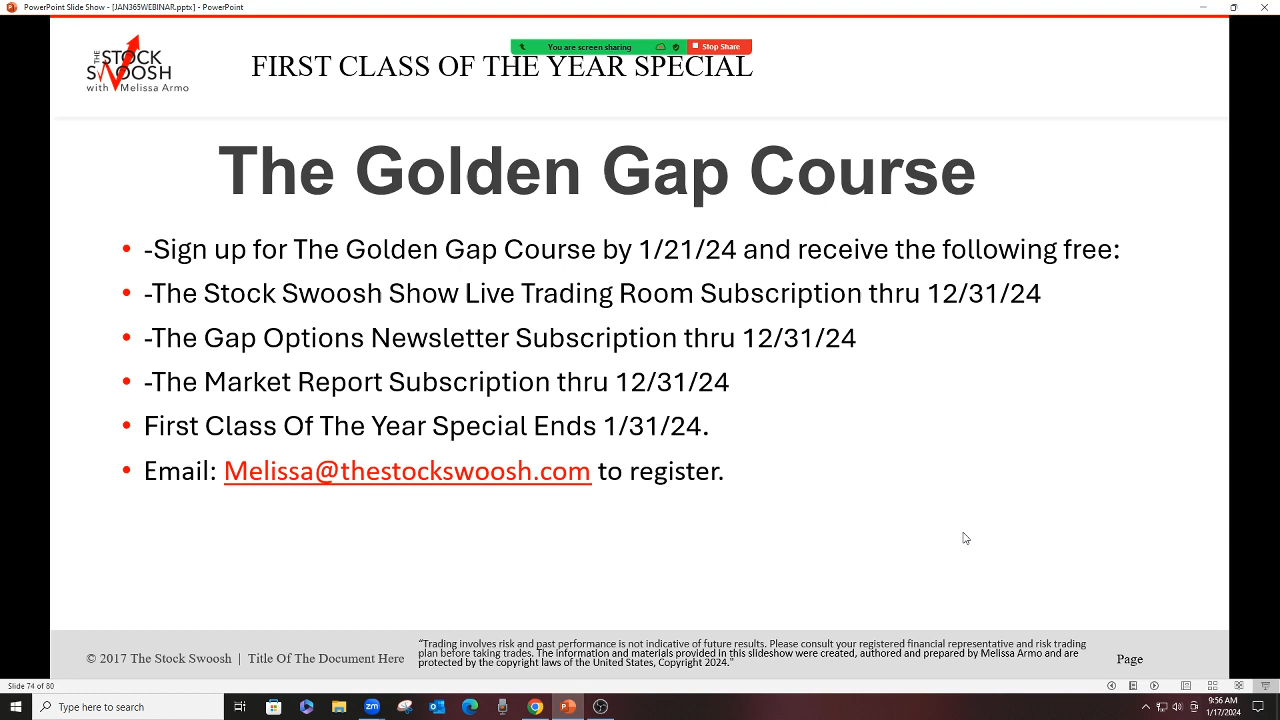 PowerPoint Slide Show - [JAN365WEBINAR.pptx] - PowerPoint
You are screen sharing
Stop Share
THE
STOCK
SWOOSH
with Melissa Armo
FIRST CLASS OF THE YEAR SPECIAL
The Golden Gap Course
• -Sign up for The Golden Gap Course by 1/21/24 and receive the following free:
• -The Stock Swoosh Show Live Trading Room Subscription thru 12/31/24
• -The Gap Options Newsletter Subscription thru 12/31/24
• -The Market Report Subscription thru 12/31/24
• First Class Of The Year Special Ends 1/31/24.
• Email: Melissa@thestockswoosh.com to register.
© 2017 The Stock Swoosh | Title Of The Document Here
"Trading involves risk and past performance is not indicative of future results. Please consult your registered financial representative and risk trading
plan before taking trades. The information and materials provided in this slideshow were created, authored and prepared by Melissa Armo and are
protected by the copyright laws of the United States, Copyright 2024."
Page
Slide 74 of 80
Type here to search
9:56 AM
1/17/2024